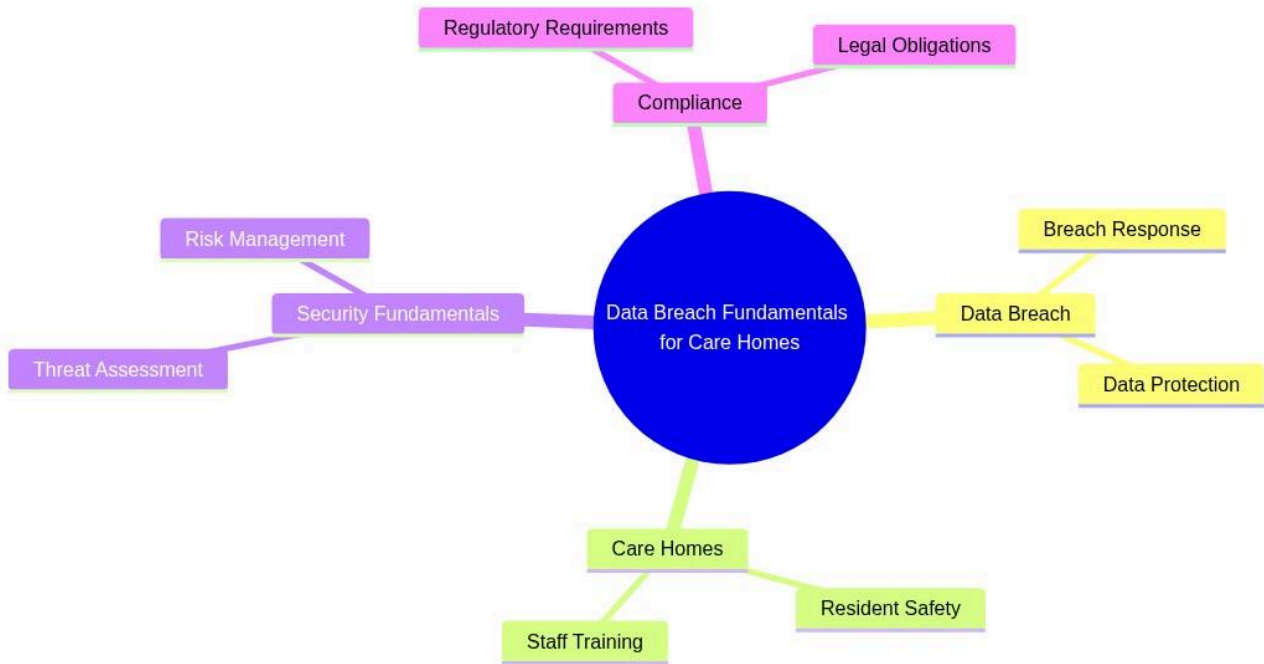 Regulatory Requirements
Legal Obligations
Compliance
Risk Management
Breach Response
Security Fundamentals
Data Breach Fundamentals
for Care Homes
Data Breach
Threat Assessment
Data Protection
Care Homes
Resident Safety
Staff Training